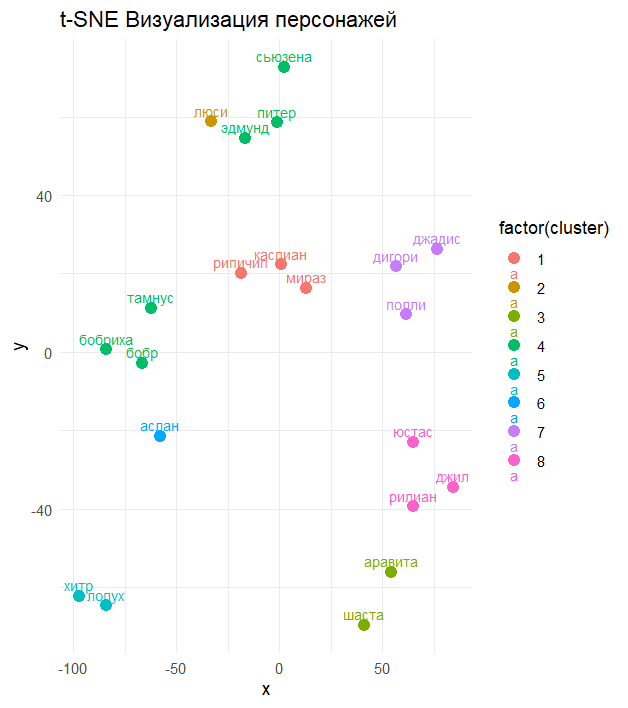 t-SNE Визуализация персонажей
сьюзена
люси
питер
эдмунд
каспиан
рипичип
мираз
джадис
дигори
полли
тамнус
бобриха
бобр
аслан
юстас
джил
рилиан
аравита
шаста
хитр
лопух
40
0
-40
y
-100
-50
0
50
x
factor(cluster)
1
a
2
a
3
a
4
a
5
a
6
a
7
a
8
a